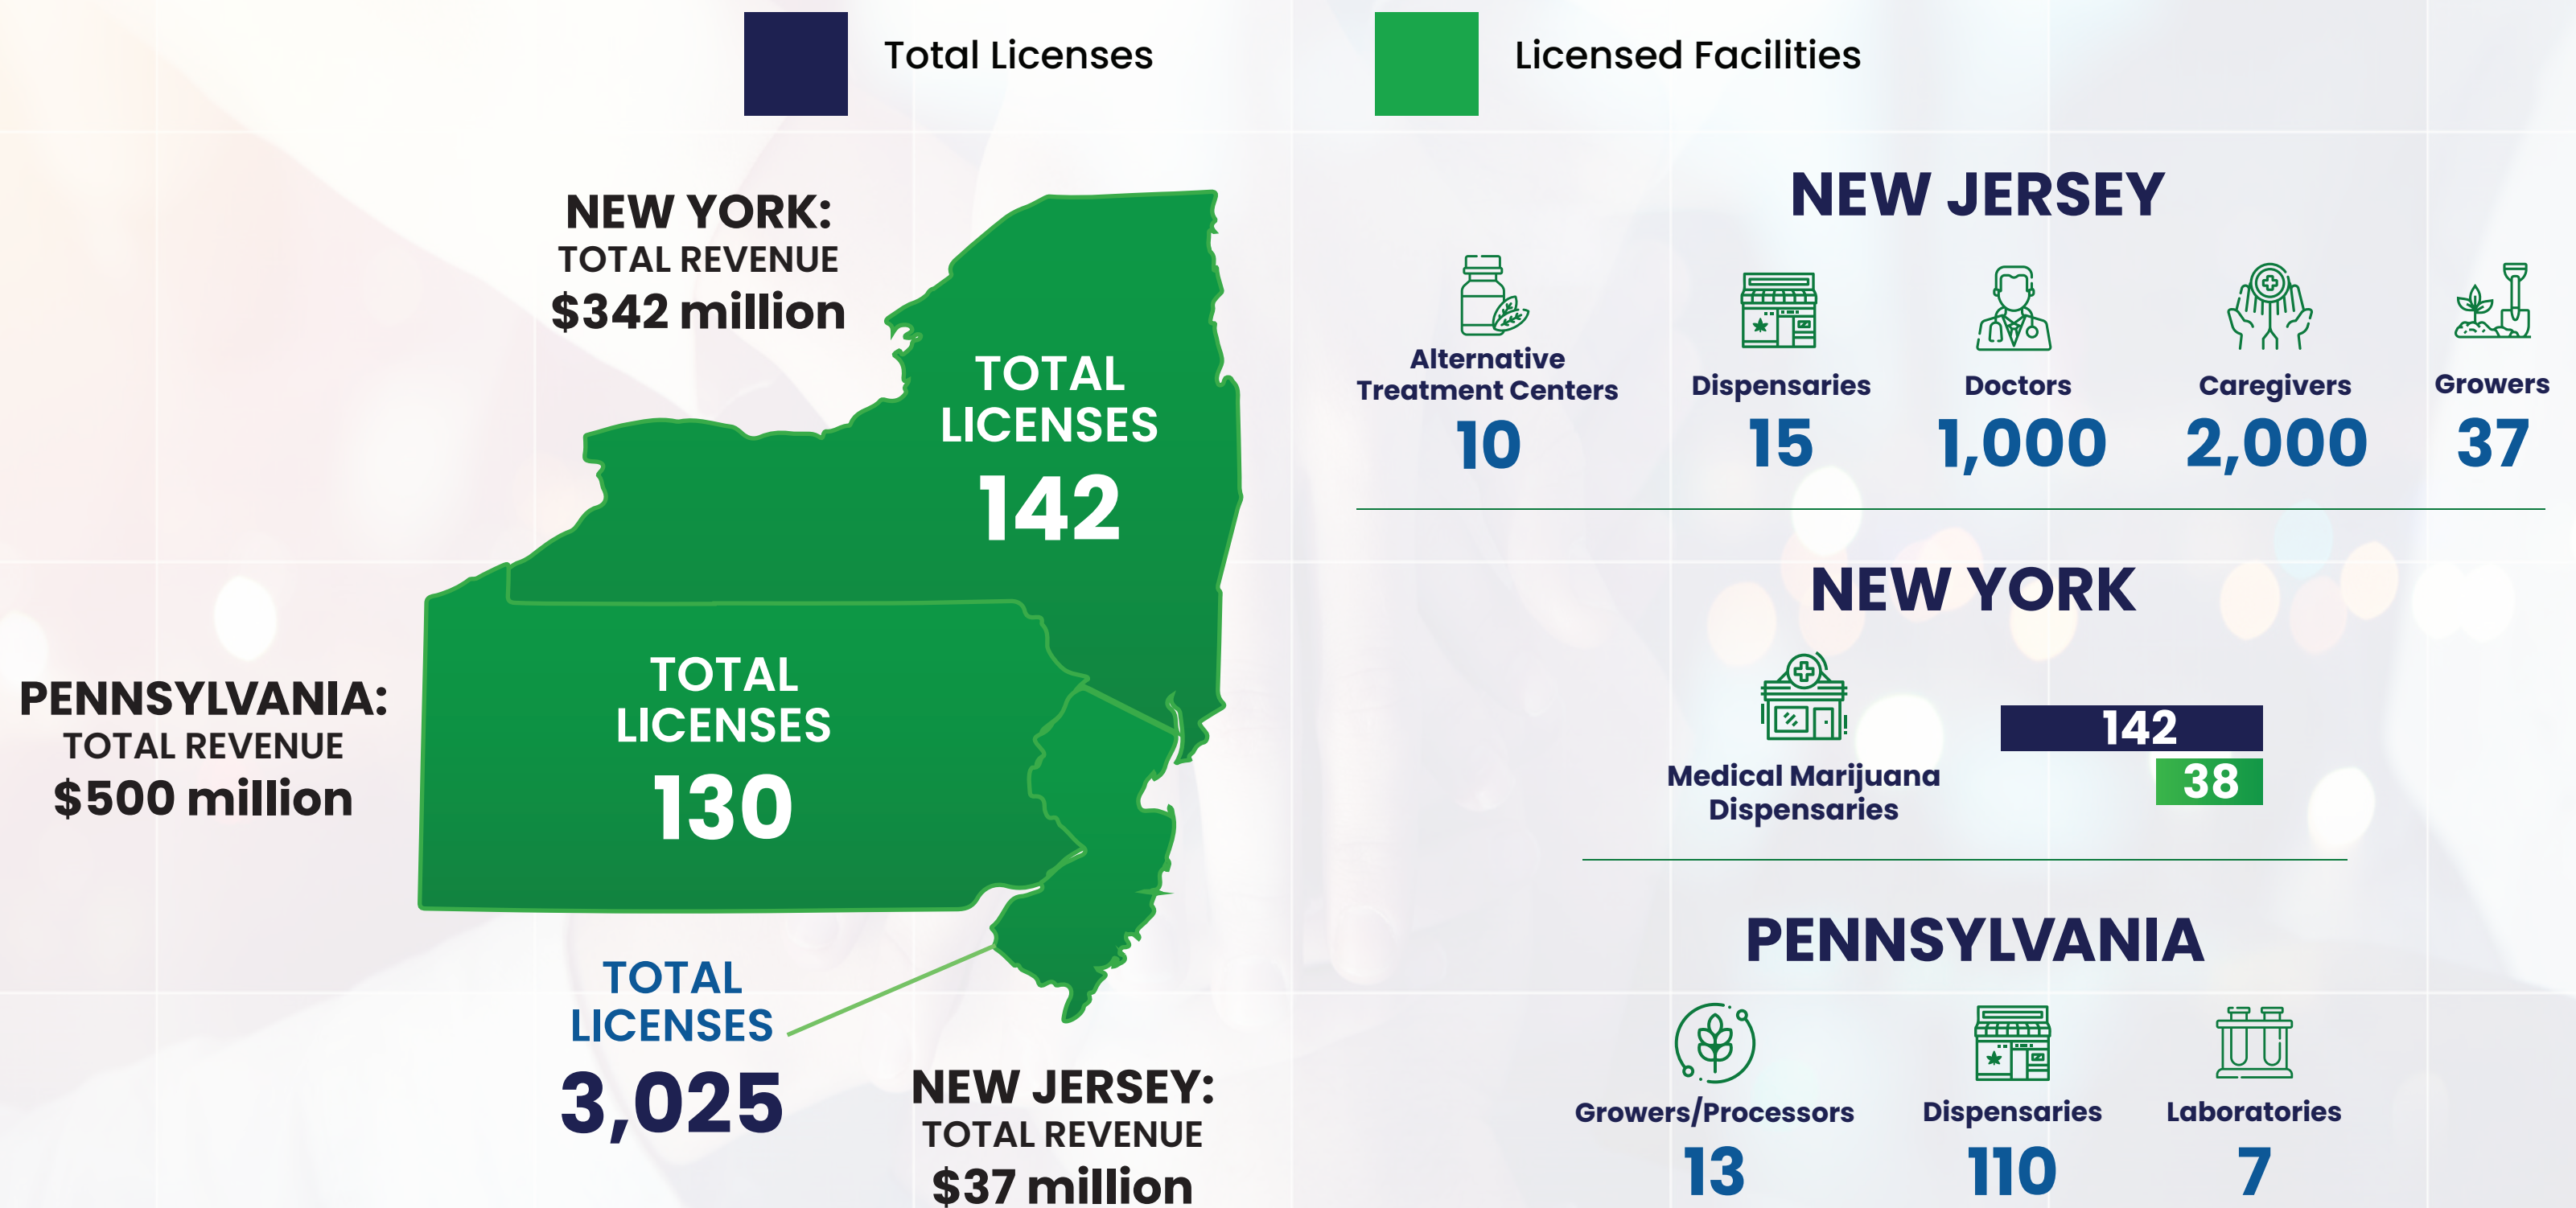 Total Licenses
Licensed Facilities
NEW YORK:
TOTAL REVENUE
$342 million
TOTAL
LICENSES
142
PENNSYLVANIA:
TOTAL REVENUE
$500 million
TOTAL
LICENSES
130
TOTAL
LICENSES
3,025
NEW JERSEY:
TOTAL REVENUE
$37 million
NEW JERSEY
Alternative
Treatment Centers
10
Dispensaries
15
Doctors
1,000
Caregivers
2,000
Growers
37
NEW YORK
Medical Marijuana
Dispensaries
142
38
PENNSYLVANIA
Growers/Processors
13
Dispensaries
110
Laboratories
7